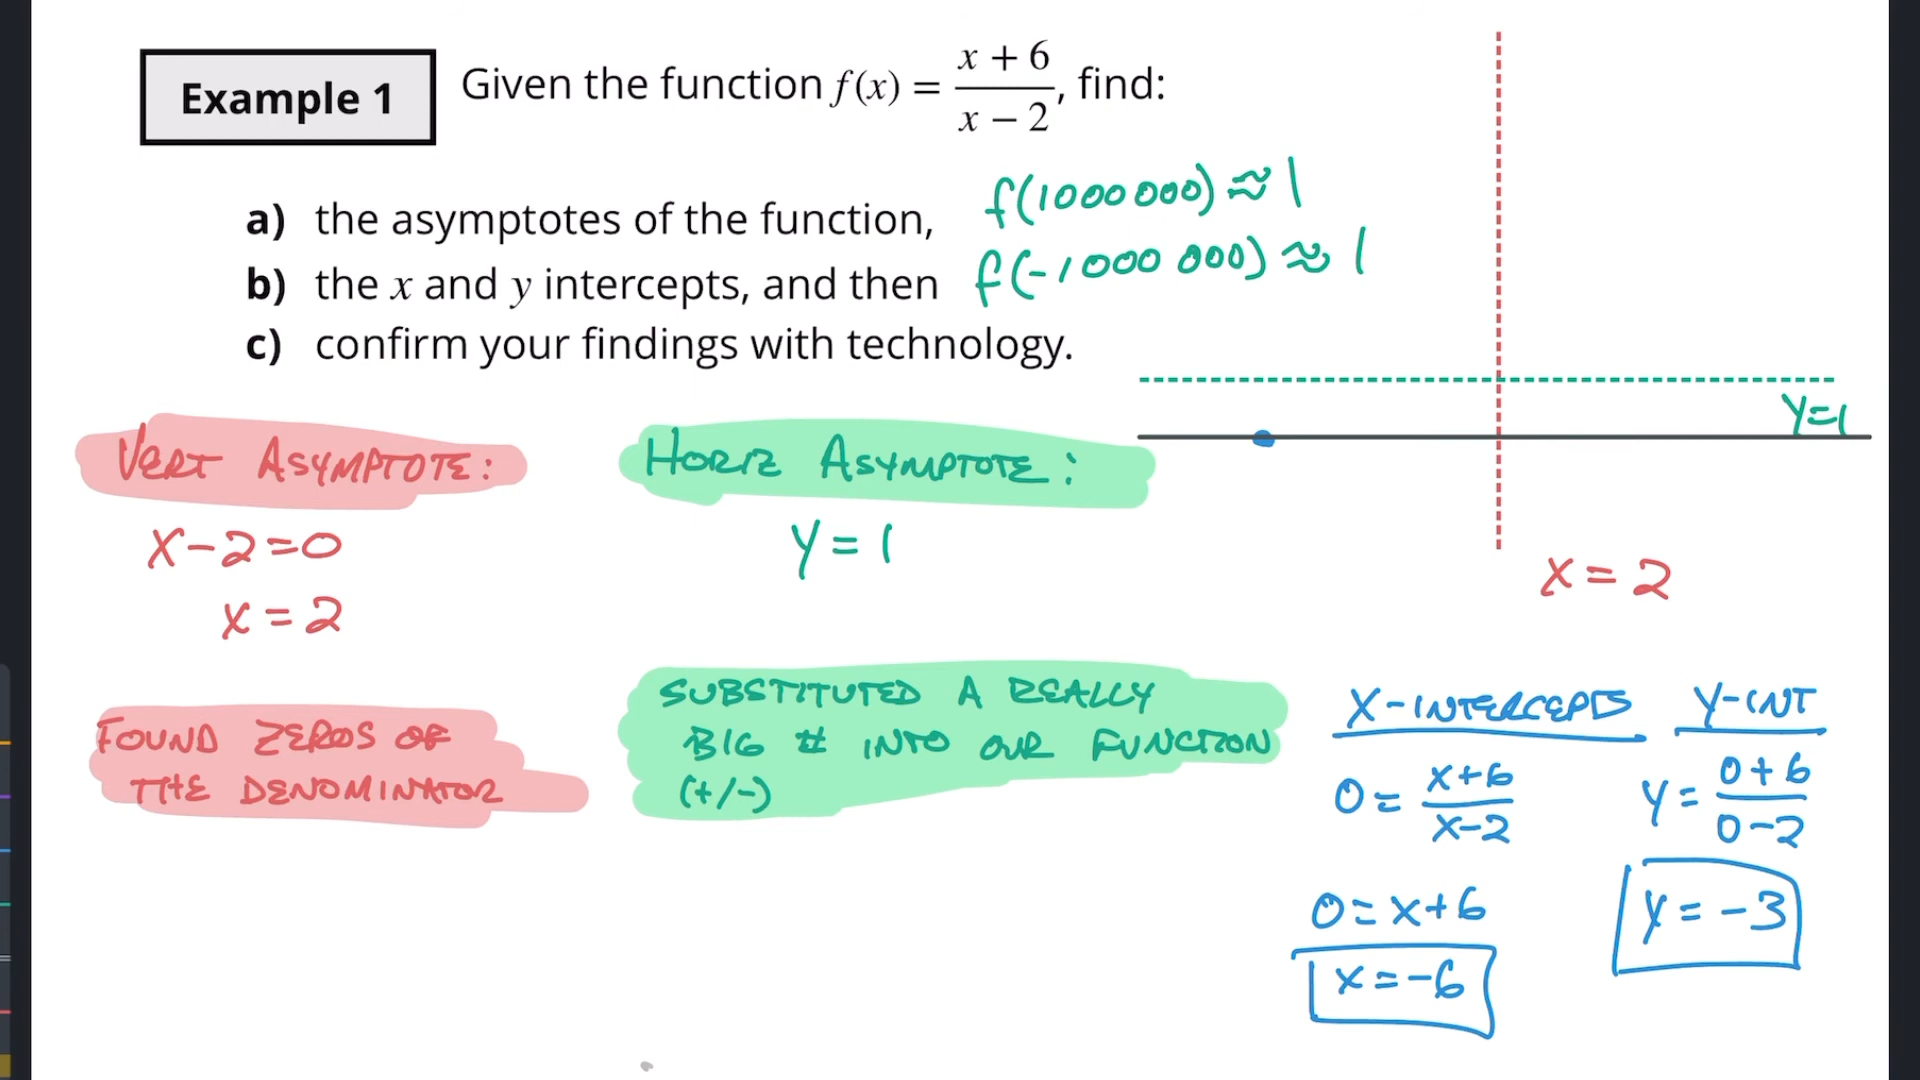 Example 1
Given the function f(x) = (x + 6)/(x − 2), find:
a) the asymptotes of the function,
b) the x and y intercepts, and then
c) confirm your findings with technology.
f(1000 000) ≈ 1
f(-1000 000) ≈ 1
y=1
VERT ASYMPTOTE:
x-2=0
x=2
HORIZ ASYMPTOTE:
y=1
x=2
FOUND ZEROS OF
THE DENOMINATOR
SUBSTITUTED A REALLY
BIG # INTO OUR FUNCTION
(+/-)
X-INTERCEPTS
0= (x+6)/(x-2)
0=x+6
x=-6
Y-INT
y= (0+6)/(0-2)
y=-3